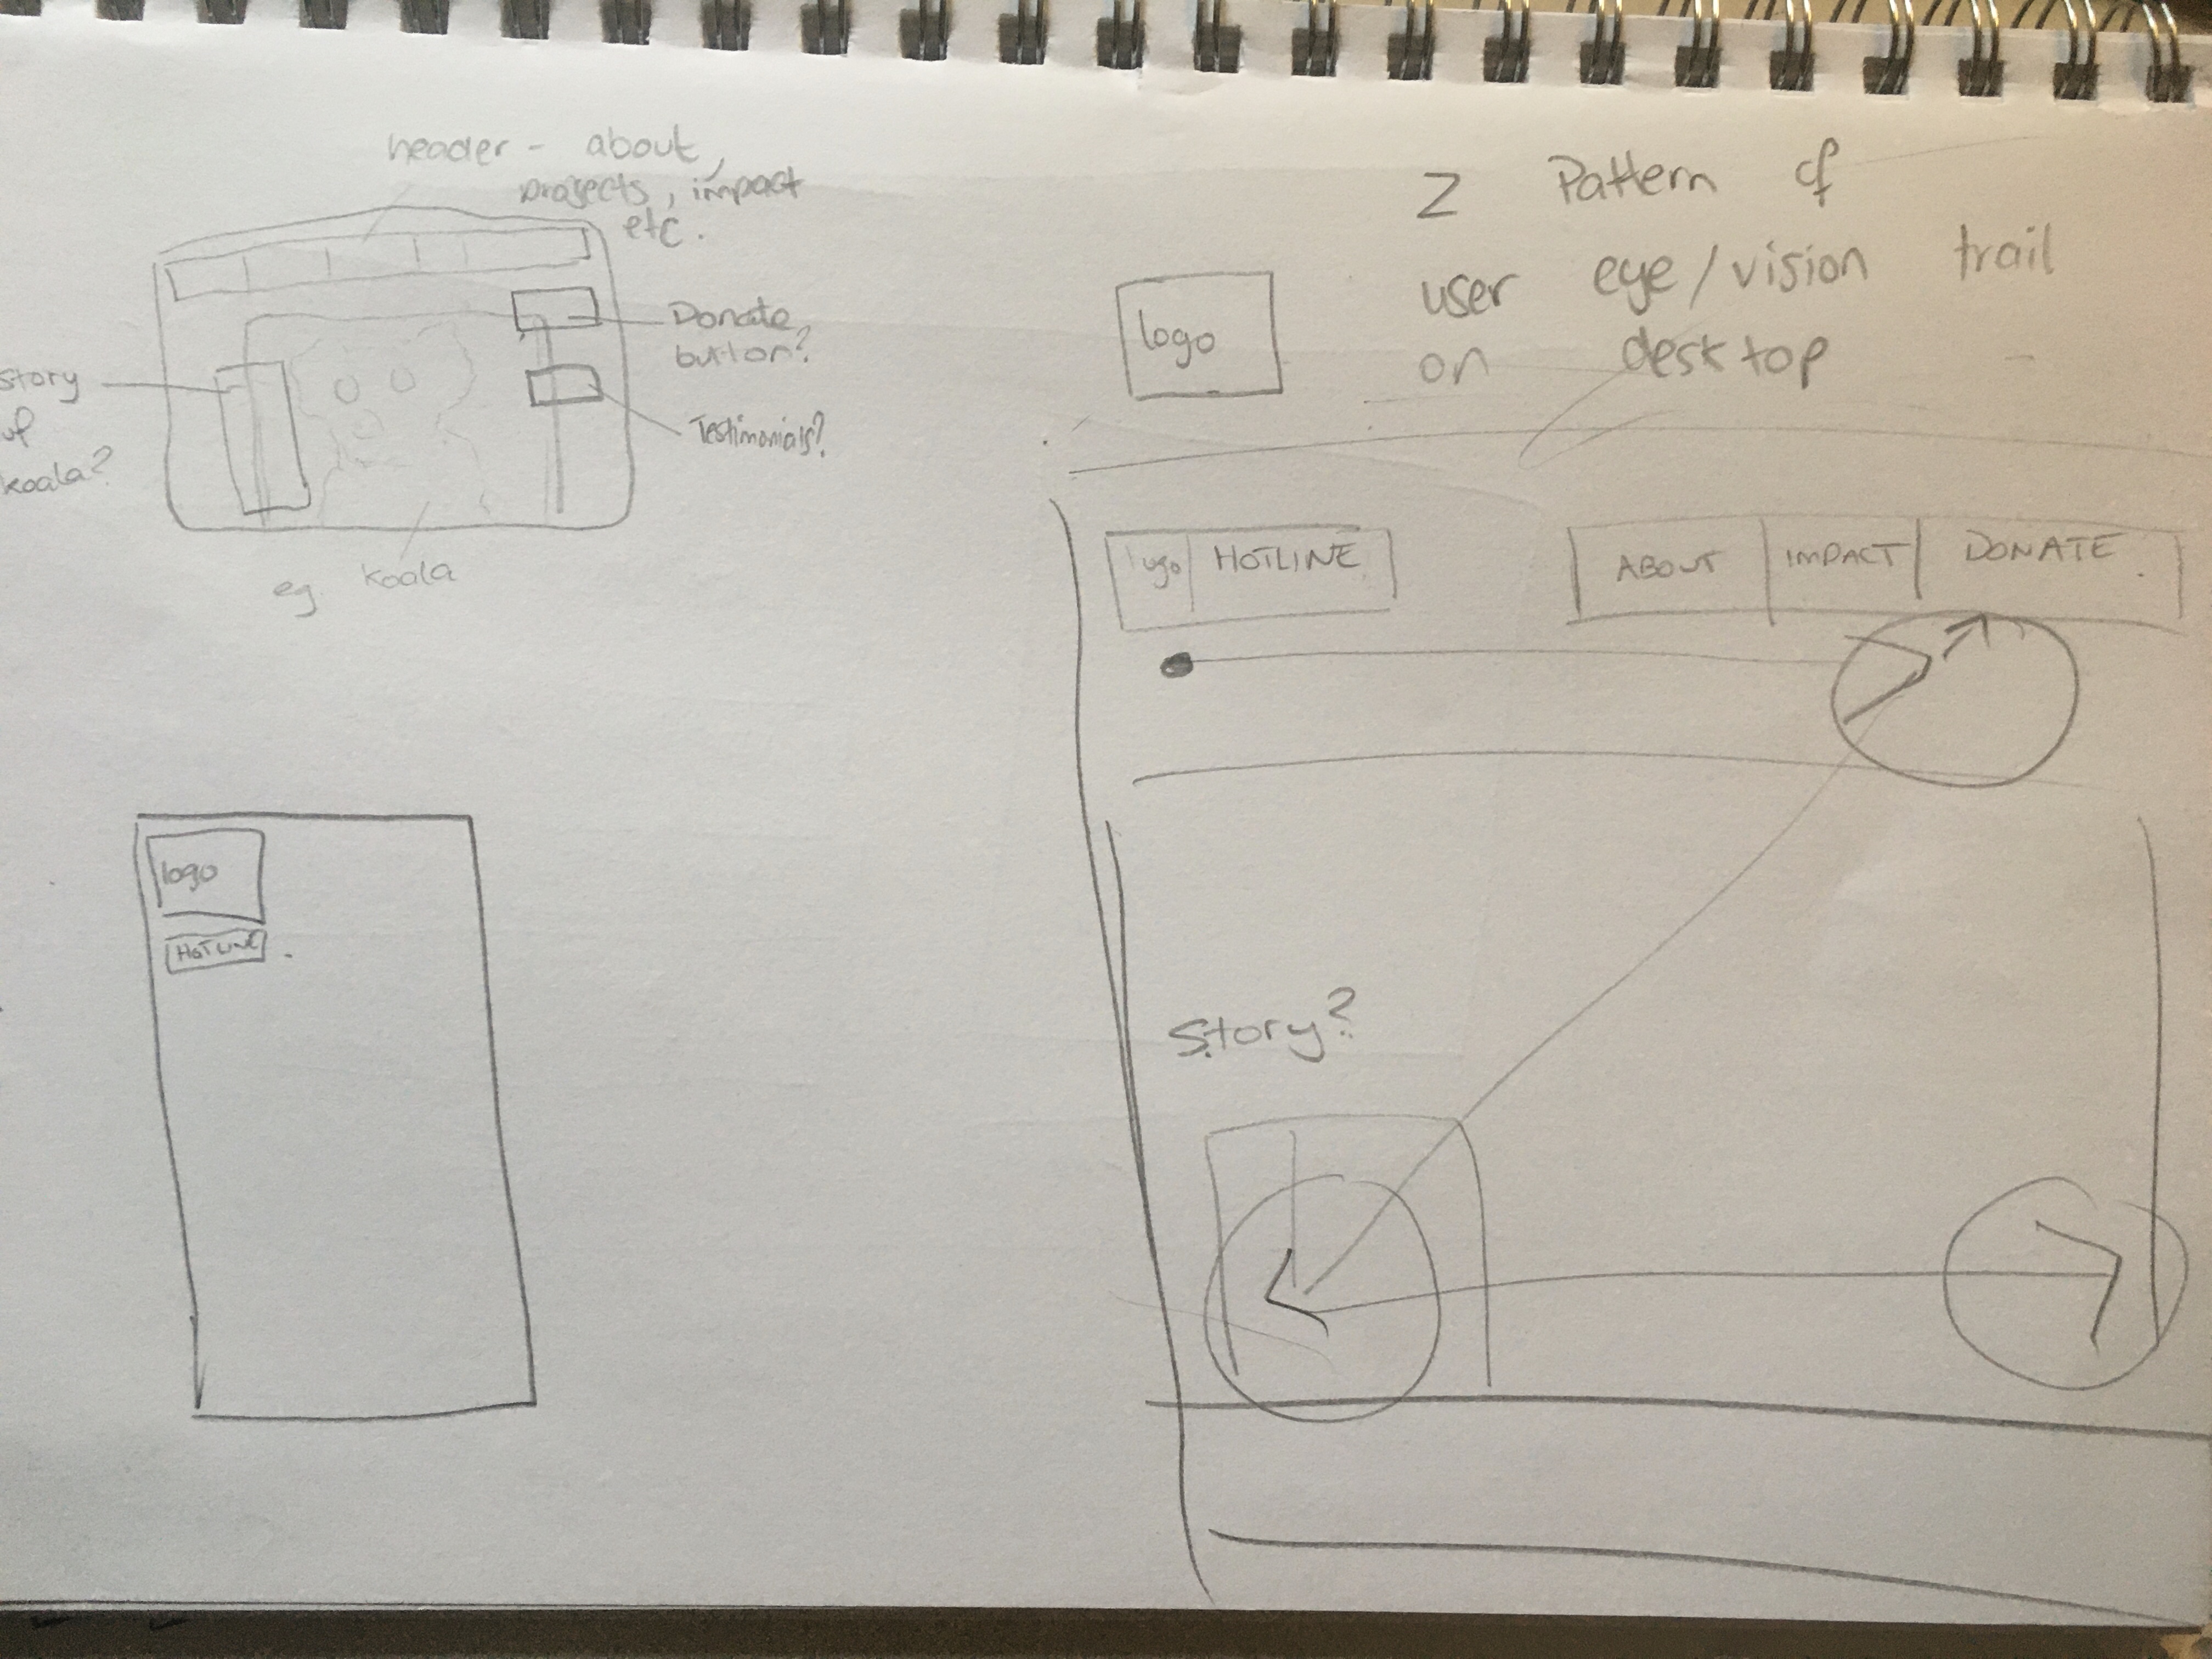 header - about,
projects, impact
etc.
Donate
button?
story
of
koala?
Testimonials?
eg. koala
logo
HOTLINE
Z Pattern of
user eye/vision trail
on desktop
logo
logo HOTLINE ABOUT IMPACT DONATE
Story?